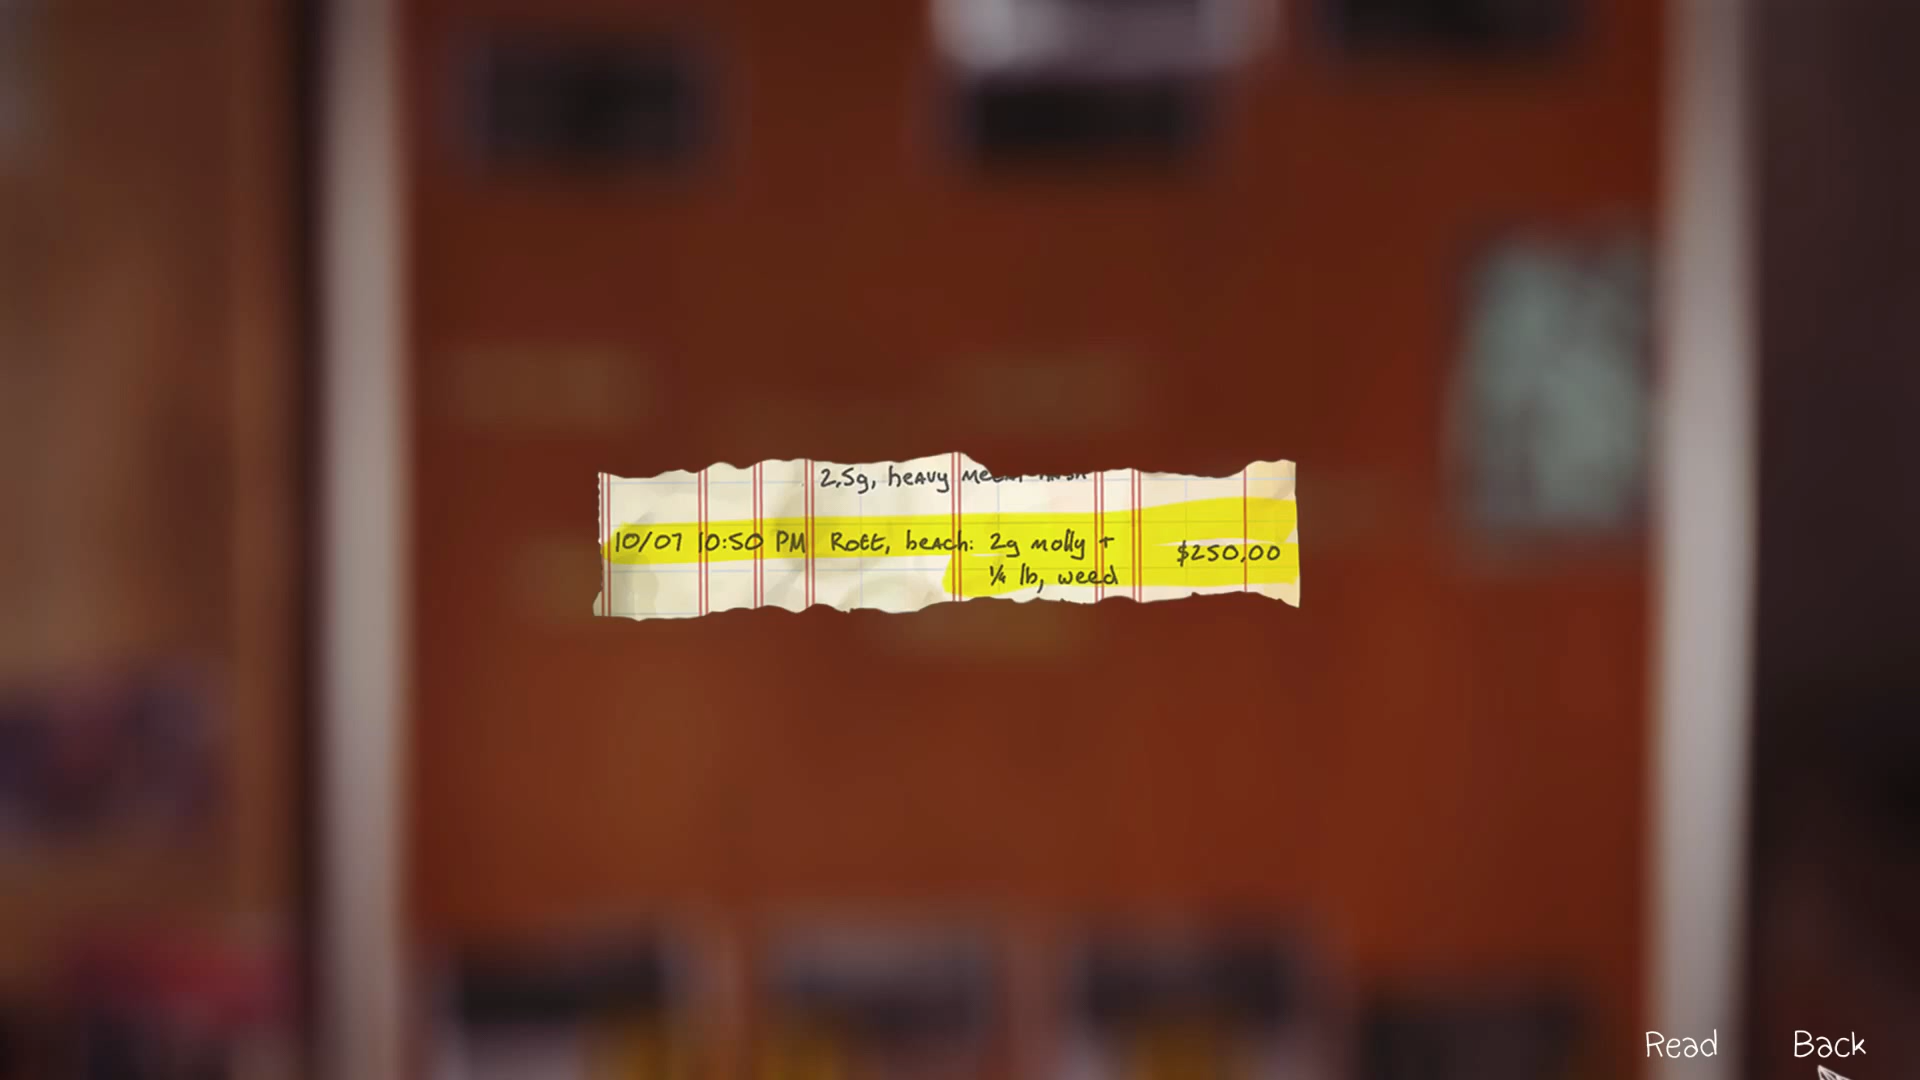 2,5g, heavy
10/07 10:50 PM Rott, beach: 2g molly + $250,00
1/4 lb, weed
Read Back